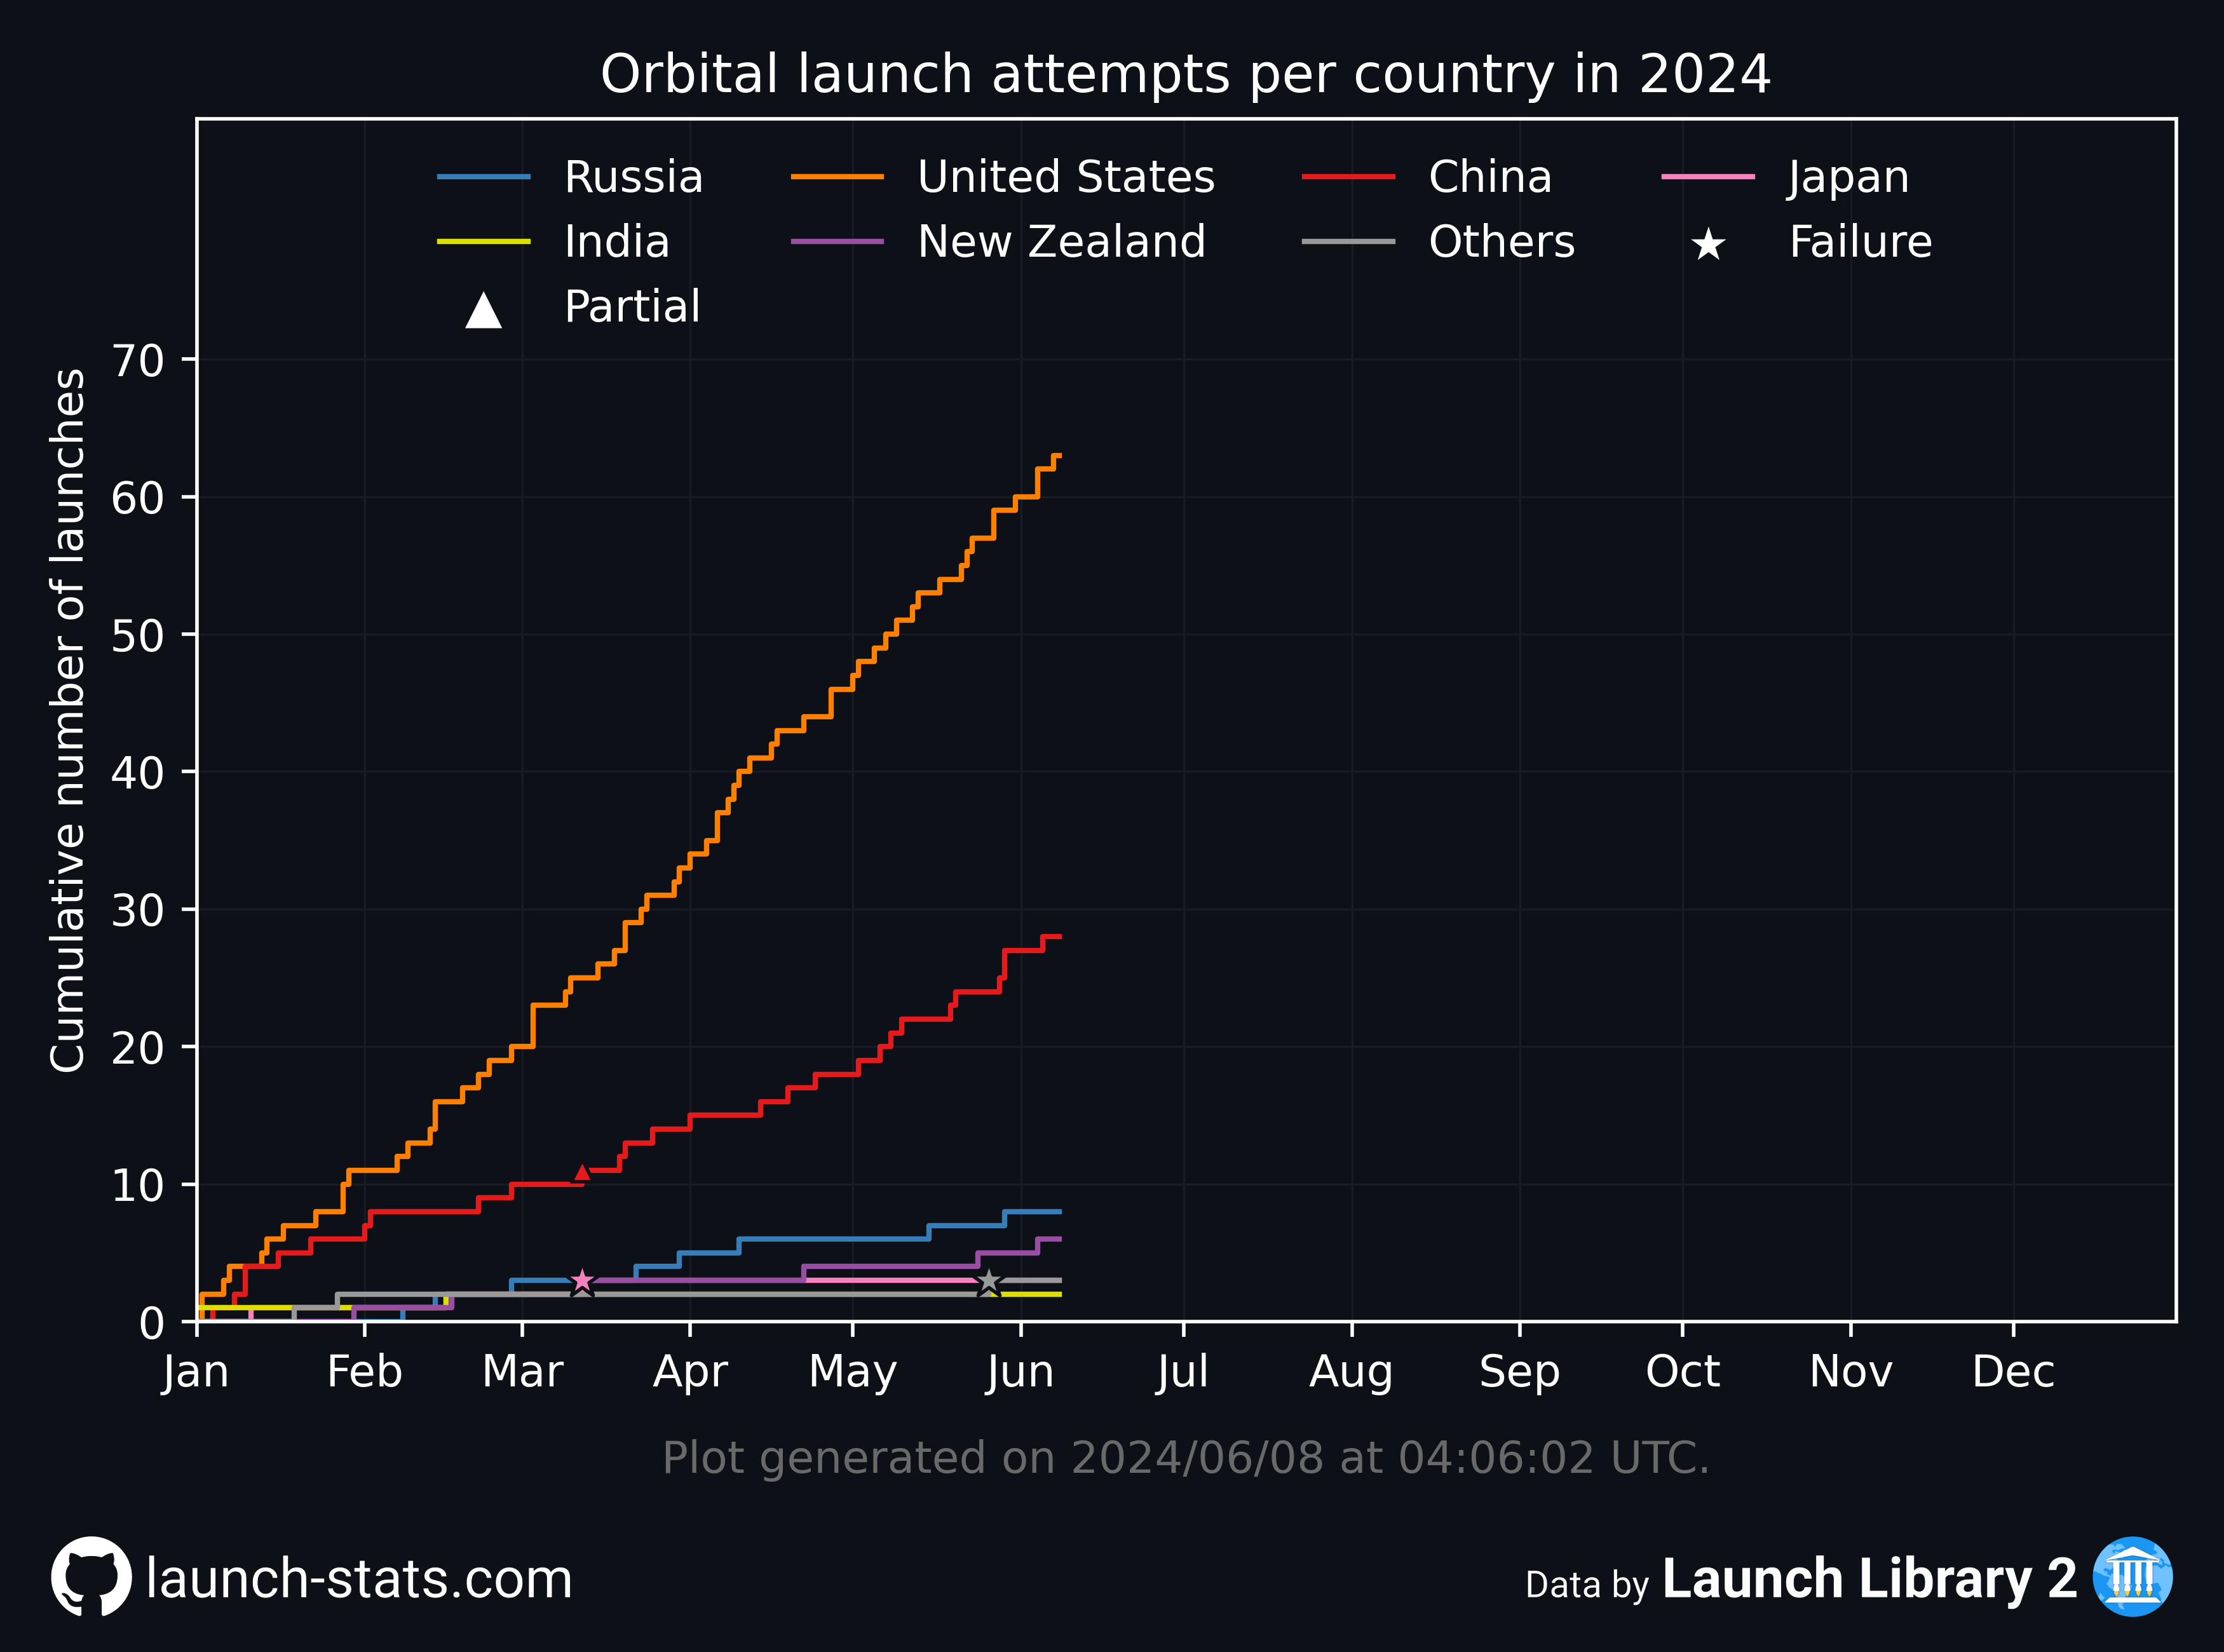 Orbital launch attempts per country in 2024
Russia United States China Japan
India New Zealand Others Failure
Partial
Cumulative number of launches
70
60
50
40
30
20
10
0
Jan Feb Mar Apr May Jun Jul Aug Sep Oct Nov Dec
Plot generated on 2024/06/08 at 04:06:02 UTC.
launch-stats.com
Data by Launch Library 2